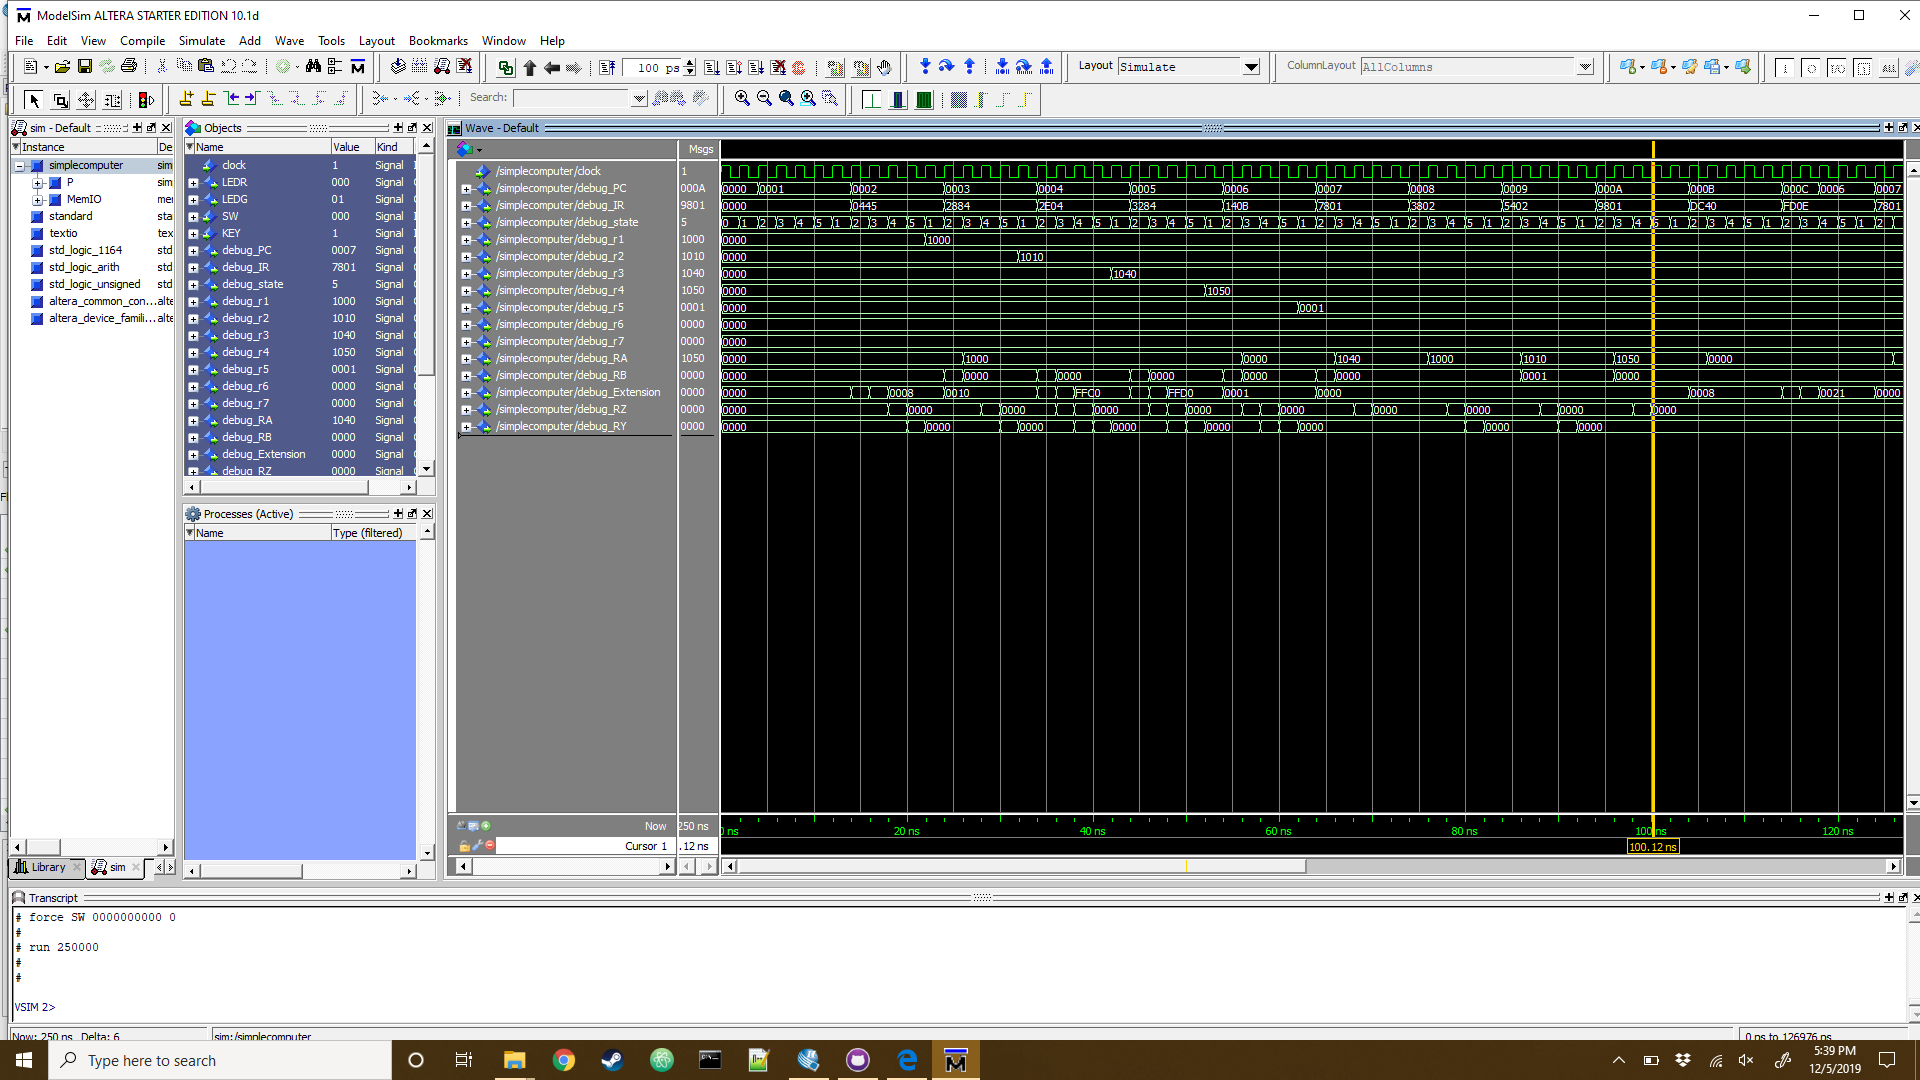 ModelSim ALTERA STARTER EDITION 10.1d
File Edit View Compile Simulate Add Wave Tools Layout Bookmarks Window Help
100 ps
Layout Simulate
ColumnLayout AllColumns
Search:
sim - Default
Instance
simplecomputer sim
P sim
MemIO
standard sta
textio tex
std_logic_1164 std
std_logic_arith std
std_logic_unsigned std
altera_common_con...alte
altera_device_famili...alte
Library sim
Objects
Name Value Kind
clock 1 Signal
LEDR 000 Signal
LEDG 01 Signal
SW 000 Signal
KEY 1 Signal
debug_PC 0007 Signal
debug_IR 7801 Signal
debug_state 5 Signal
debug_r1 1000 Signal
debug_r2 1010 Signal
debug_r3 1040 Signal
debug_r4 1050 Signal
debug_r5 0001 Signal
debug_r6 0000 Signal
debug_r7 0000 Signal
debug_RA 1040 Signal
debug_RB 0000 Signal
debug_Extension 0000 Signal
debug_RZ 0000 Signal
Processes (Active)
Name Type (filtered)
Wave - Default
Msgs
/simplecomputer/clock 1
/simplecomputer/debug_PC 000A 0000 0001 0002 0003 0004 0005 0006 0007 0008 0009 000A 000B 000C 0006 0007
/simplecomputer/debug_IR 9801 0000 0445 2884 2E04 3284 140B 7801 3802 5402 9801 DC40 FD0E 7801
/simplecomputer/debug_state 5 0 1 2 3 4 5 1 2 3 4 5 1 2 3 4 5 1 2 3 4 5 1 2 3 4 5 1 2 3 4 5 1 2 3 4 5 1 2 3 4 5 1 2 3 4 5 1 2 3 4 5 1 2 3 4 5 1 2 3 4 5 1 2
/simplecomputer/debug_r1 1000 0000 1000
/simplecomputer/debug_r2 1010 0000 1010
/simplecomputer/debug_r3 1040 0000 1040
/simplecomputer/debug_r4 1050 0000 1050
/simplecomputer/debug_r5 0001 0000 0001
/simplecomputer/debug_r6 0000 0000
/simplecomputer/debug_r7 0000 0000
/simplecomputer/debug_RA 1050 0000 1000 0000 1040 1000 1010 1050 0000
/simplecomputer/debug_RB 0000 0000 0000 0000 0000 0000 0000 0001 0000
/simplecomputer/debug_Extension 0000 0000 0008 0010 FFC0 FFD0 0001 0000 0008 0021 0000
/simplecomputer/debug_RZ 0000 0000 0000 0000 0000 0000 0000 0000 0000 0000 0000
/simplecomputer/debug_RY 0000 0000 0000 0000 0000 0000 0000 0000 0000
Now 250 ns 0 ns 20 ns 40 ns 60 ns 80 ns 100 ns 120 ns
Cursor 1 .12 ns 100.12 ns
Transcript
# force SW 0000000000 0
#
# run 250000
#
#
VSIM 2>
Now: 250 ns Delta: 6 sim:/simplecomputer 0 ns to 126976 ns
Type here to search
5:39 PM
12/5/2019